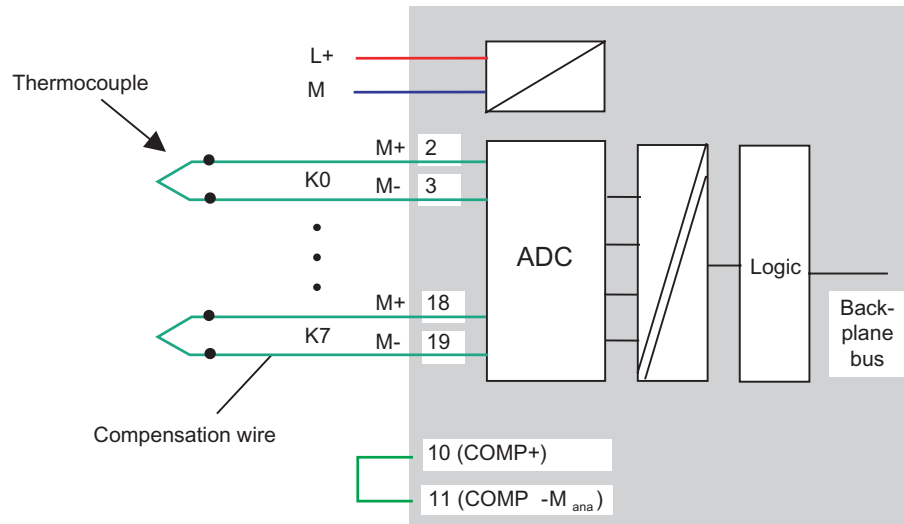 L+
Thermocouple
M
M+ 2
K0
M- 3
ADC
Logic
M+ 18
K7
M- 19
Back-
plane
bus
Compensation wire
10 (COMP+)
11 (COMP -M ana)